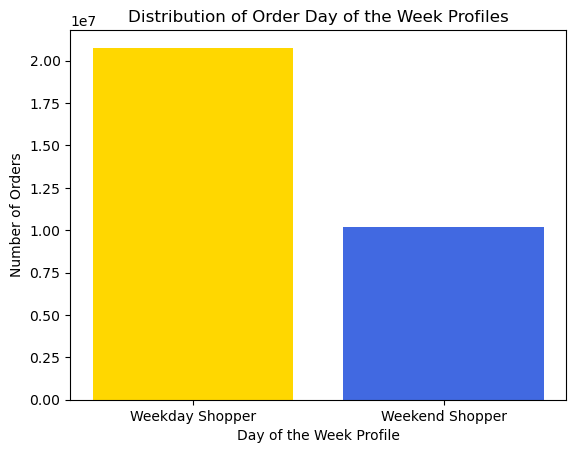 Distribution of Order Day of the Week Profiles
1e7
2.00
1.75
1.50
1.25
1.00
0.75
0.50
0.25
0.00
Number of Orders
Weekday Shopper
Weekend Shopper
Day of the Week Profile